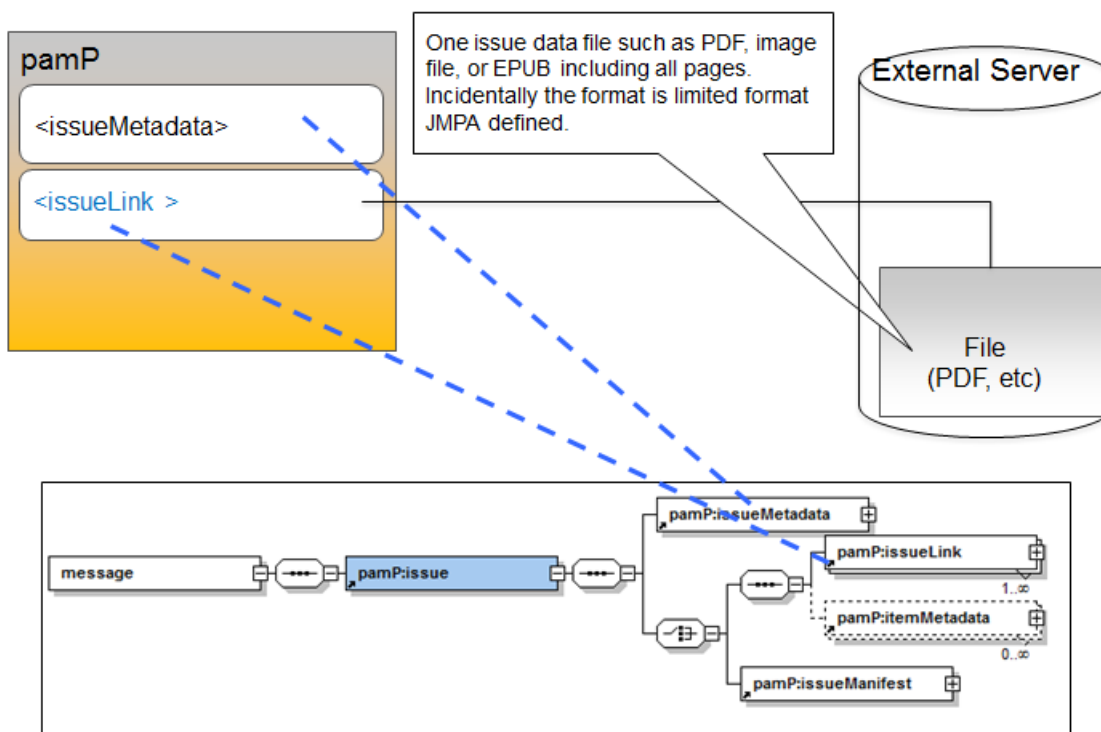 pamP
<issueMetadata>
<issueLink >
One issue data file such as PDF, image
file, or EPUB including all pages.
Incidentally the format is limited format
JMPA defined.
External Server
File
(PDF, etc)
message
pamP:issue
pamP:issueMetadata
pamP:issueLink
1..∞
pamP:itemMetadata
0..∞
pamP:issueManifest